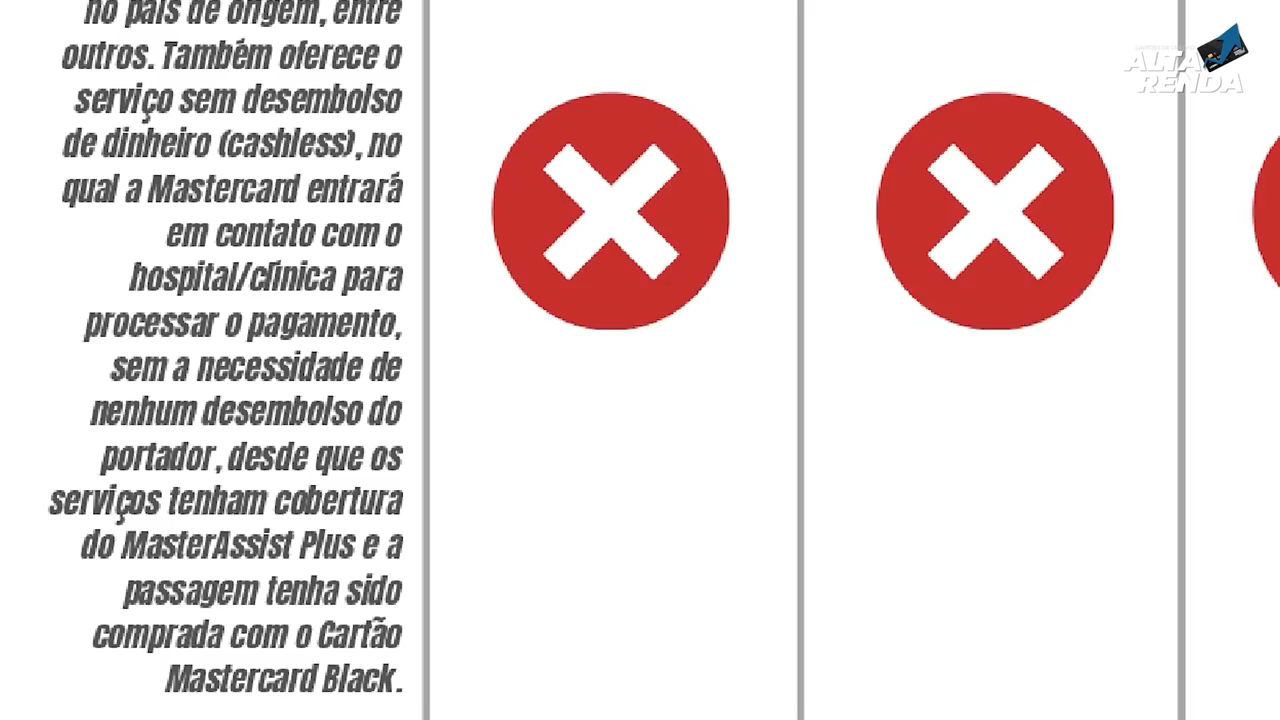 no país de origem, entre
outros. Também oferece o
serviço sem desembolso
de dinheiro (cashless), no
qual a Mastercard entrará
em contato com o
hospital/clínica para
processar o pagamento,
sem a necessidade de
nenhum desembolso do
portador, desde que os
serviços tenham cobertura
do MasterAssist Plus e a
passagem tenha sido
comprada com o Cartão
Mastercard Black.
ALTA
RENDA